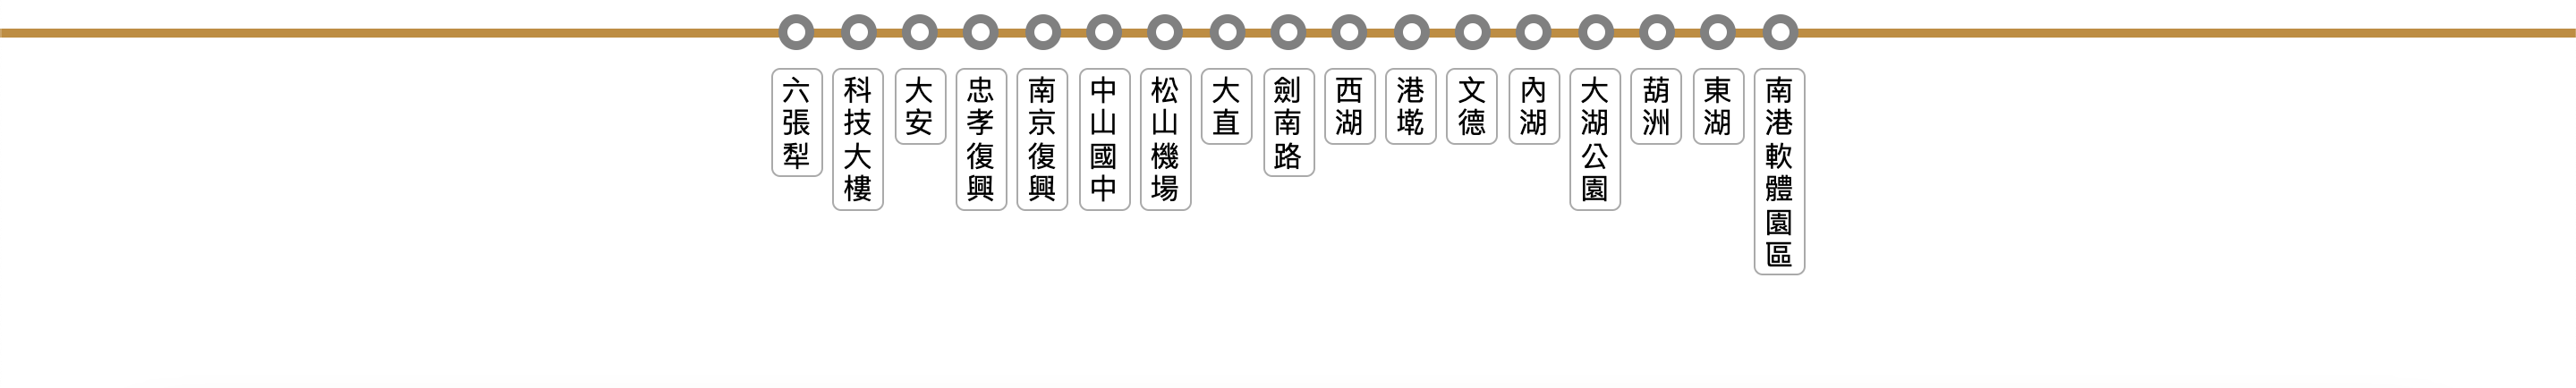 六張犁
科技大樓
大安
忠孝復興
南京復興
中山國中
松山機場
大直
劍南路
西湖
港墘
文德
內湖
大湖公園
葫洲
東湖
南港軟體園區